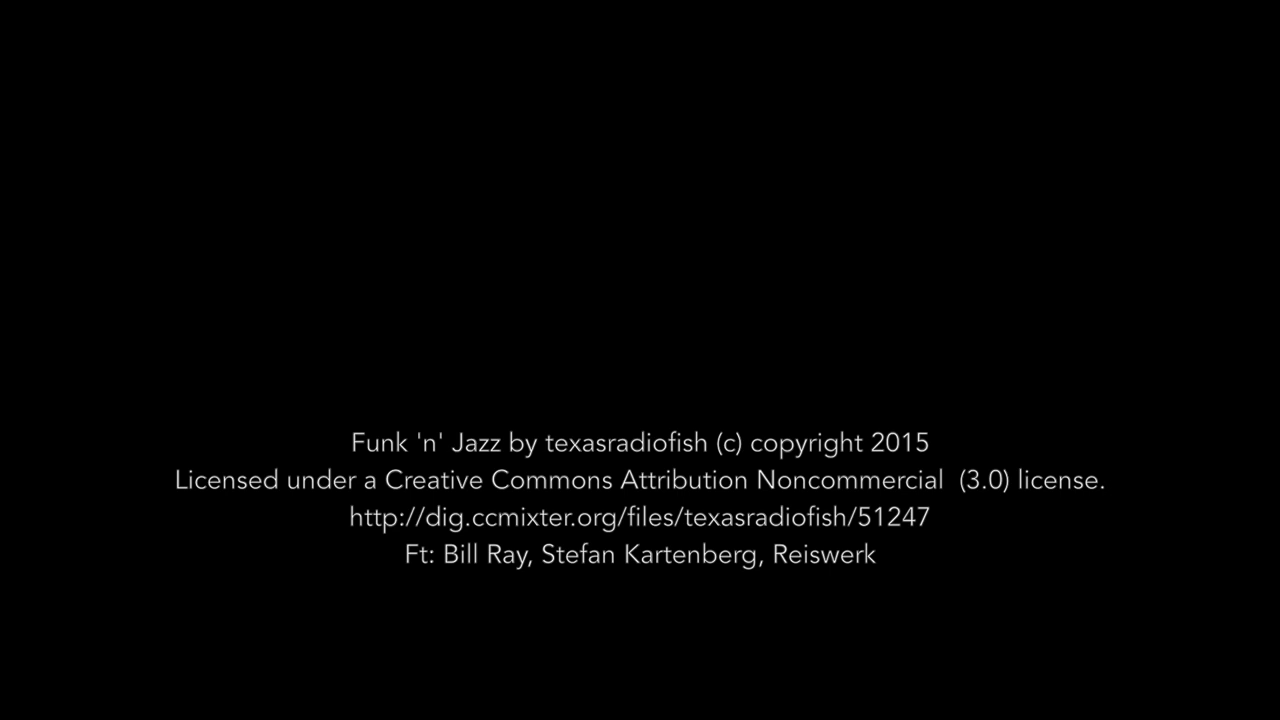 Funk 'n' Jazz by texasradiofish (c) copyright 2015
Licensed under a Creative Commons Attribution Noncommercial  (3.0) license.
http://dig.ccmixter.org/files/texasradiofish/51247
Ft: Bill Ray, Stefan Kartenberg, Reiswerk